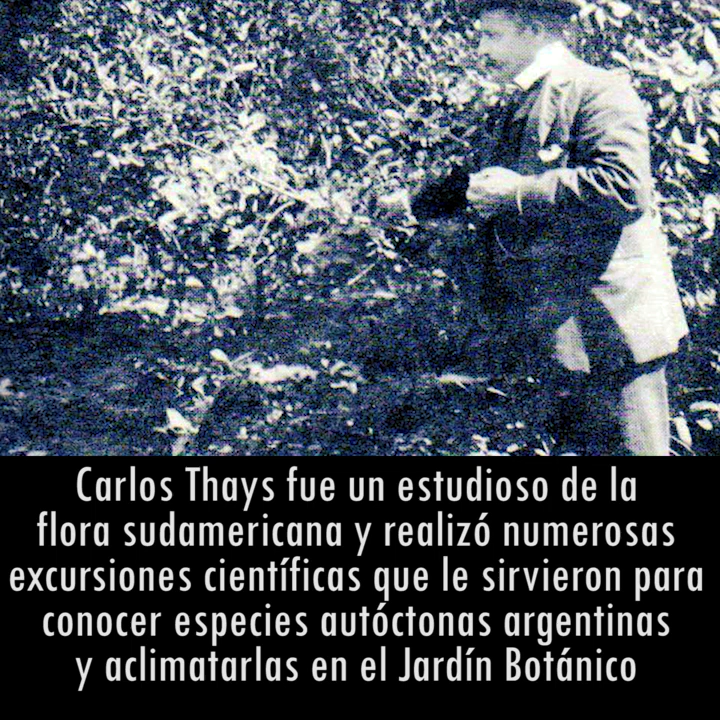 Carlos Thays fue un estudioso de la
flora sudamericana y realizó numerosas
excursiones científicas que le sirvieron para
conocer especies autóctonas argentinas
y aclimatarlas en el Jardín Botánico